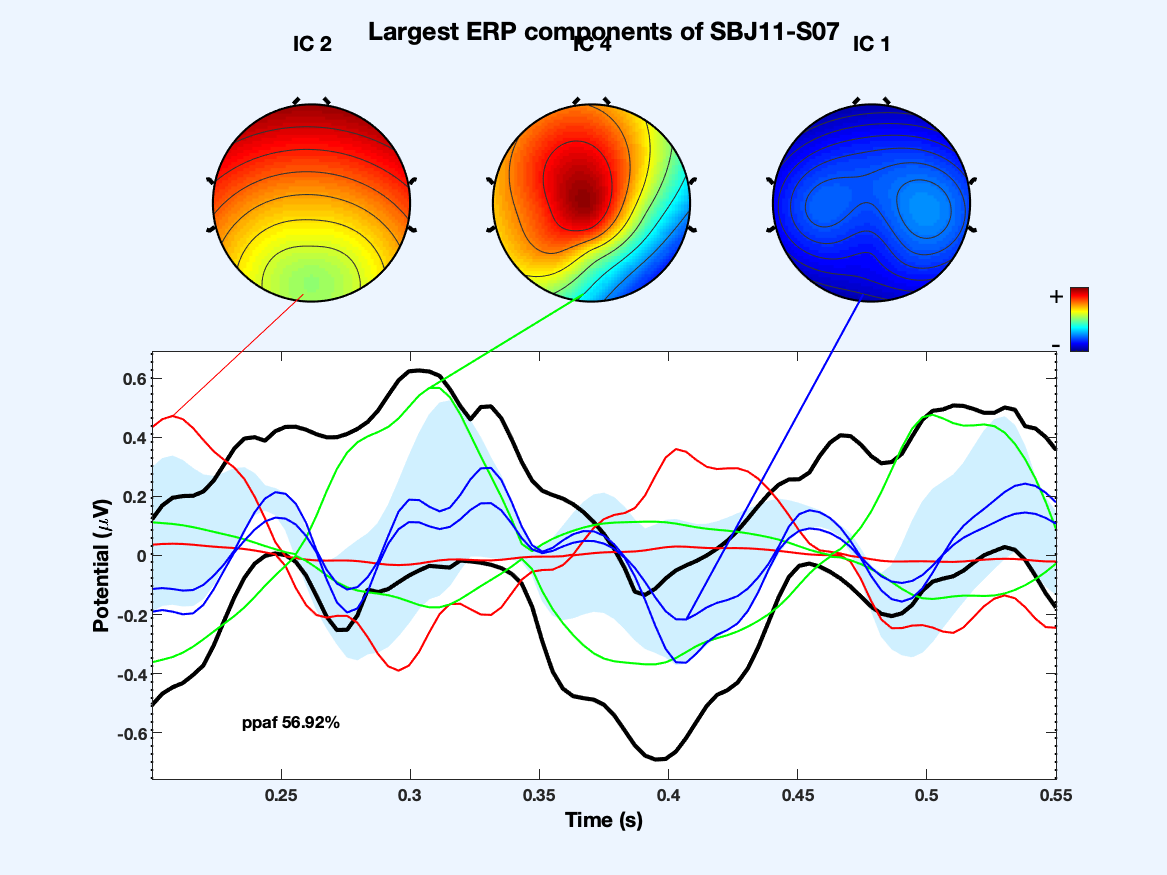 Largest ERP components of SBJ11-S07
IC 2
IC 4
IC 1
+
-
0.6
0.4
0.2
0
-0.2
-0.4
-0.6
Potential (μV)
ppaf 56.92%
0.25
0.3
0.35
0.4
0.45
0.5
0.55
Time (s)